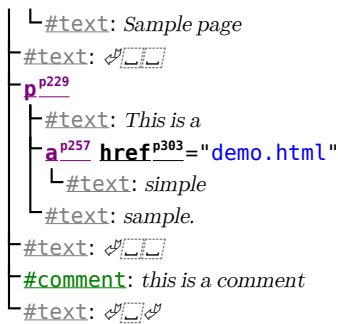 #text: Sample page
#text: ⏎␣␣
p p229
#text: This is a
a p257 href p303="demo.html"
#text: simple
#text: sample.
#text: ⏎␣␣
#comment: this is a comment
#text: ⏎␣⏎